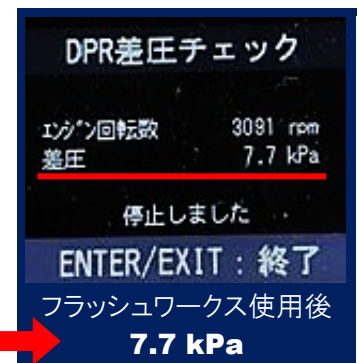 DPR差圧チェック
ｴﾝｼﾞﾝ回転数 3091 rpm
差圧 7.7 kPa
停止しました
ENTER/EXIT：終了
フラッシュワークス使用後
7.7 kPa